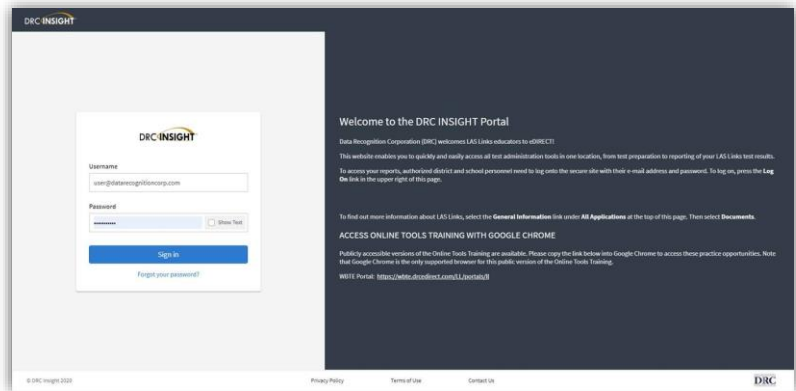 DRC INSIGHT
DRC INSIGHT
Username
user@datarecognitioncorp.com
Password
Show Text
Sign in
Forgot your password?
Welcome to the DRC INSIGHT Portal
Data Recognition Corporation (DRC) welcomes LAS Links educators to eDIRECT!
This website enables you to quickly and easily access all test administration tools in one location, from test preparation to reporting of your LAS Links test results.
To access your reports, authorized district and school personnel need to log onto the secure site with their e-mail address and password. To log on, press the Log
On link in the upper right of this page.
To find out more information about LAS Links, select the General Information link under All Applications at the top of this page. Then select Documents.
ACCESS ONLINE TOOLS TRAINING WITH GOOGLE CHROME
Publicly accessible versions of the Online Tools Training are available. Please copy the link below into Google Chrome to access these practice opportunities. Note
that Google Chrome is the only supported browser for this public version of the Online Tools Training.
WBTE Portal: https://wbte.drcedirect.com/LL/portals/ll
© DRC Insight 2020
Privacy Policy
Terms of Use
Contact Us
DRC